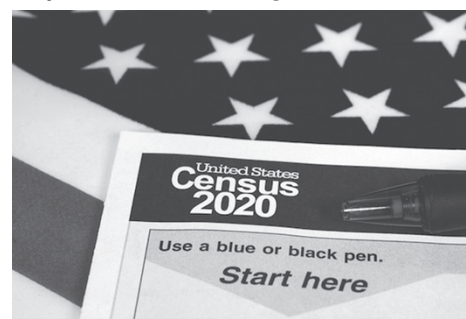 United States
Census
2020
Use a blue or black pen.
Start here